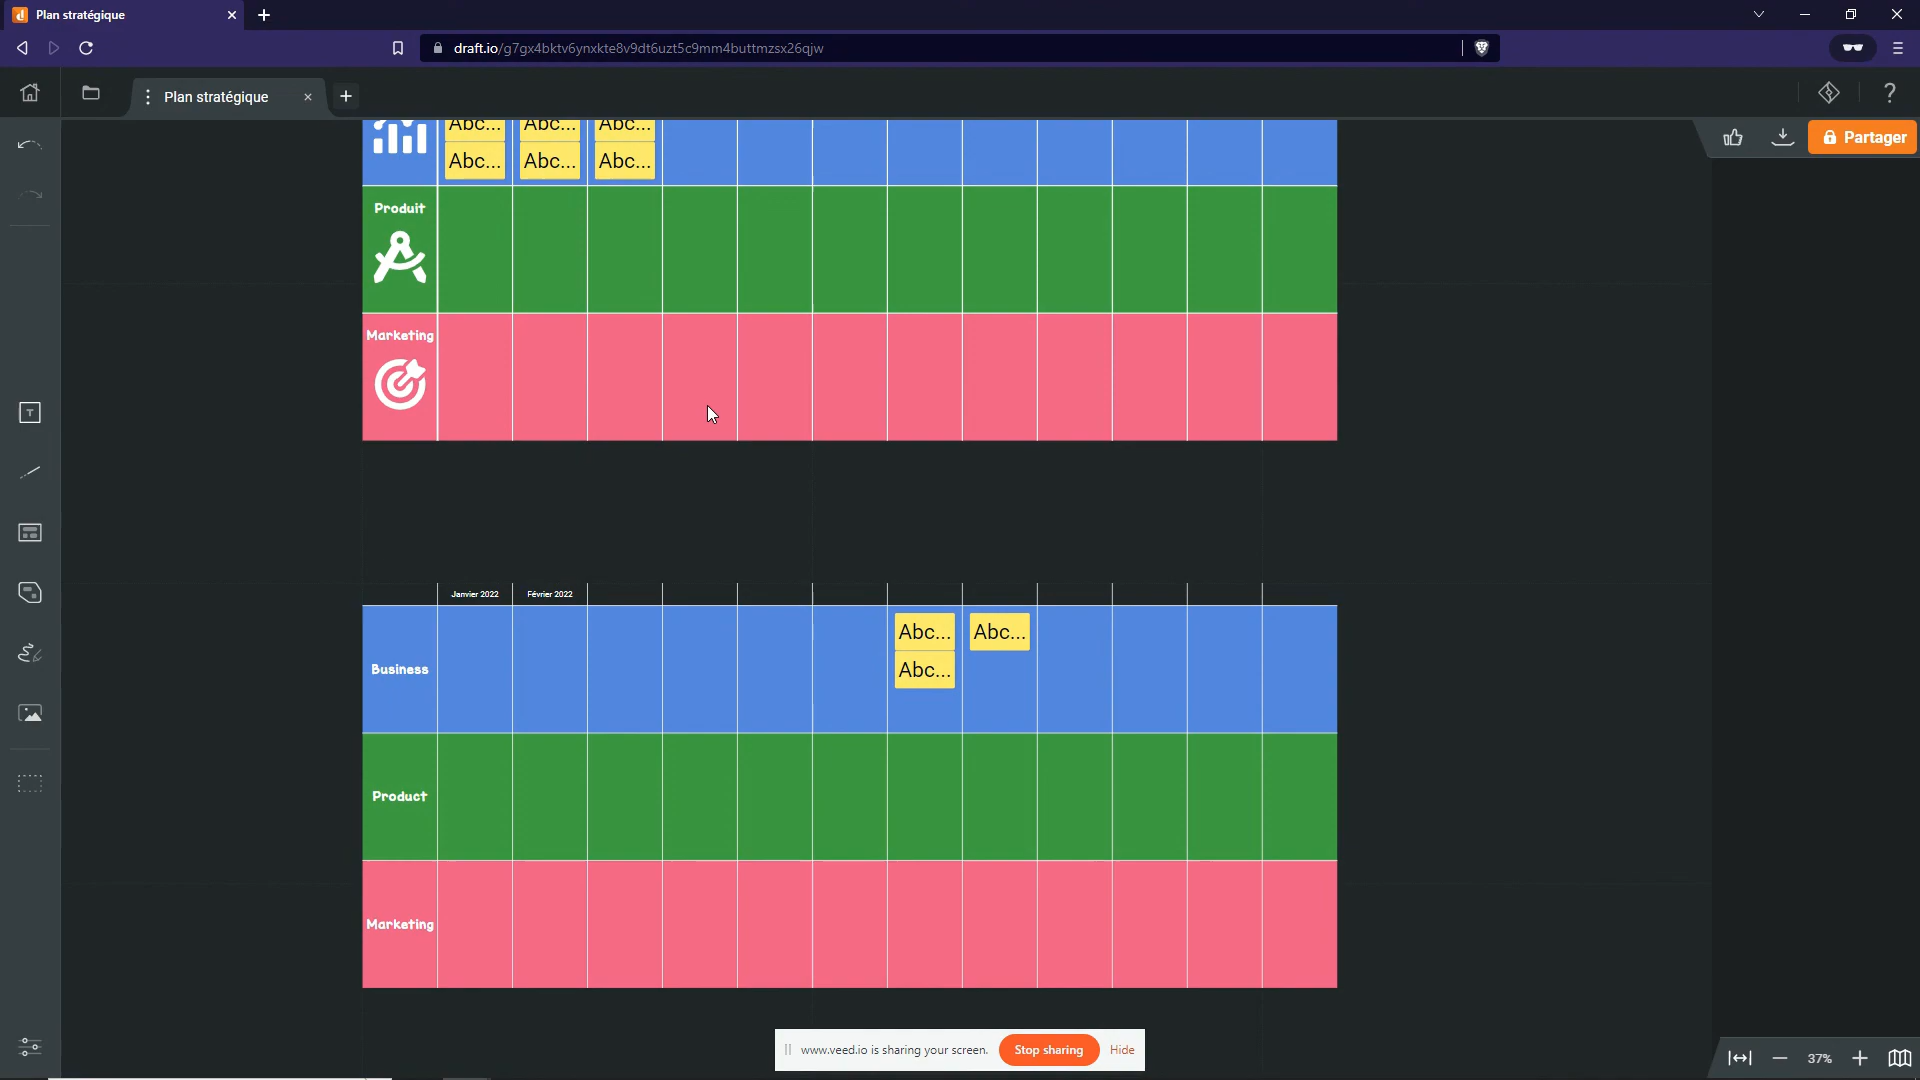 Plan stratégique
draft.io/g7gx4bktv6ynxkte8v9dt6uzt5c9mm4buttmzsx26qjw
Plan stratégique
Partager
Abc... Abc... Abc...
Abc... Abc... Abc...
Produit
Marketing
Janvier 2022 Février 2022
Abc... Abc...
Business
Abc...
Product
Marketing
www.veed.io is sharing your screen. Stop sharing Hide
37%